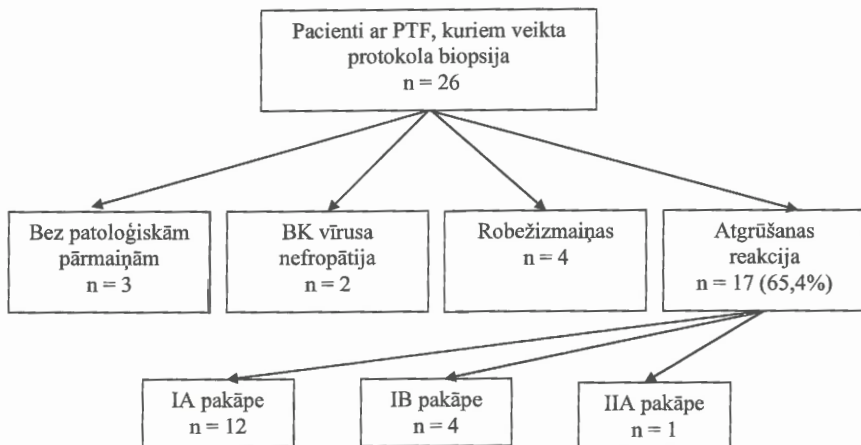 Pacienti ar PTF, kuriem veikta
protokola biopsija
n = 26
Bez patoloģiskām
pārmaiņām
n = 3
BK vīrusa
nefropātija
n = 2
Robežizmaiņas
n = 4
Atgrūšanas
reakcija
n = 17 (65,4%)
IA pakāpe
n = 12
IB pakāpe
n = 4
IIA pakāpe
n = 1